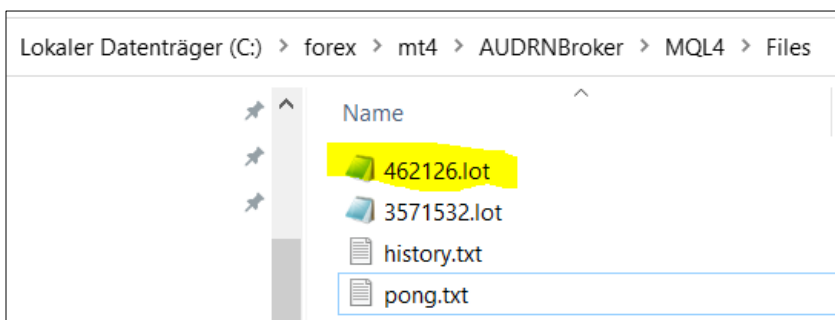 Lokaler Datenträger (C:) > forex > mt4 > AUDRNBroker > MQL4 > Files
Name
462126.lot
3571532.lot
history.txt
pong.txt